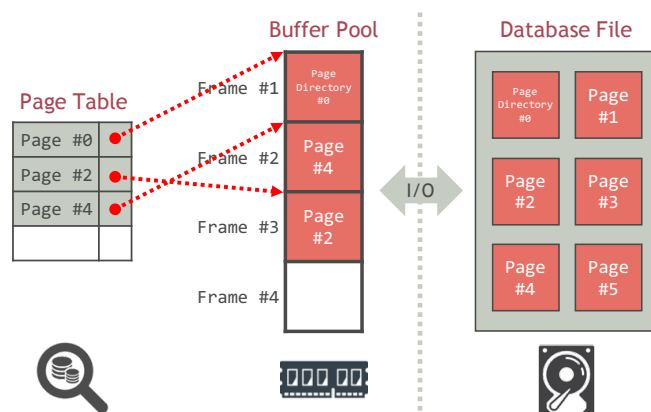 Buffer Pool
Database File
Page Table
Page #0
Page #2
Page #4
Frame #1
Frame #2
Frame #3
Frame #4
Page
Directory
#0
Page
#4
Page
#2
I/O
Page
Directory
#0
Page
#1
Page
#2
Page
#3
Page
#4
Page
#5